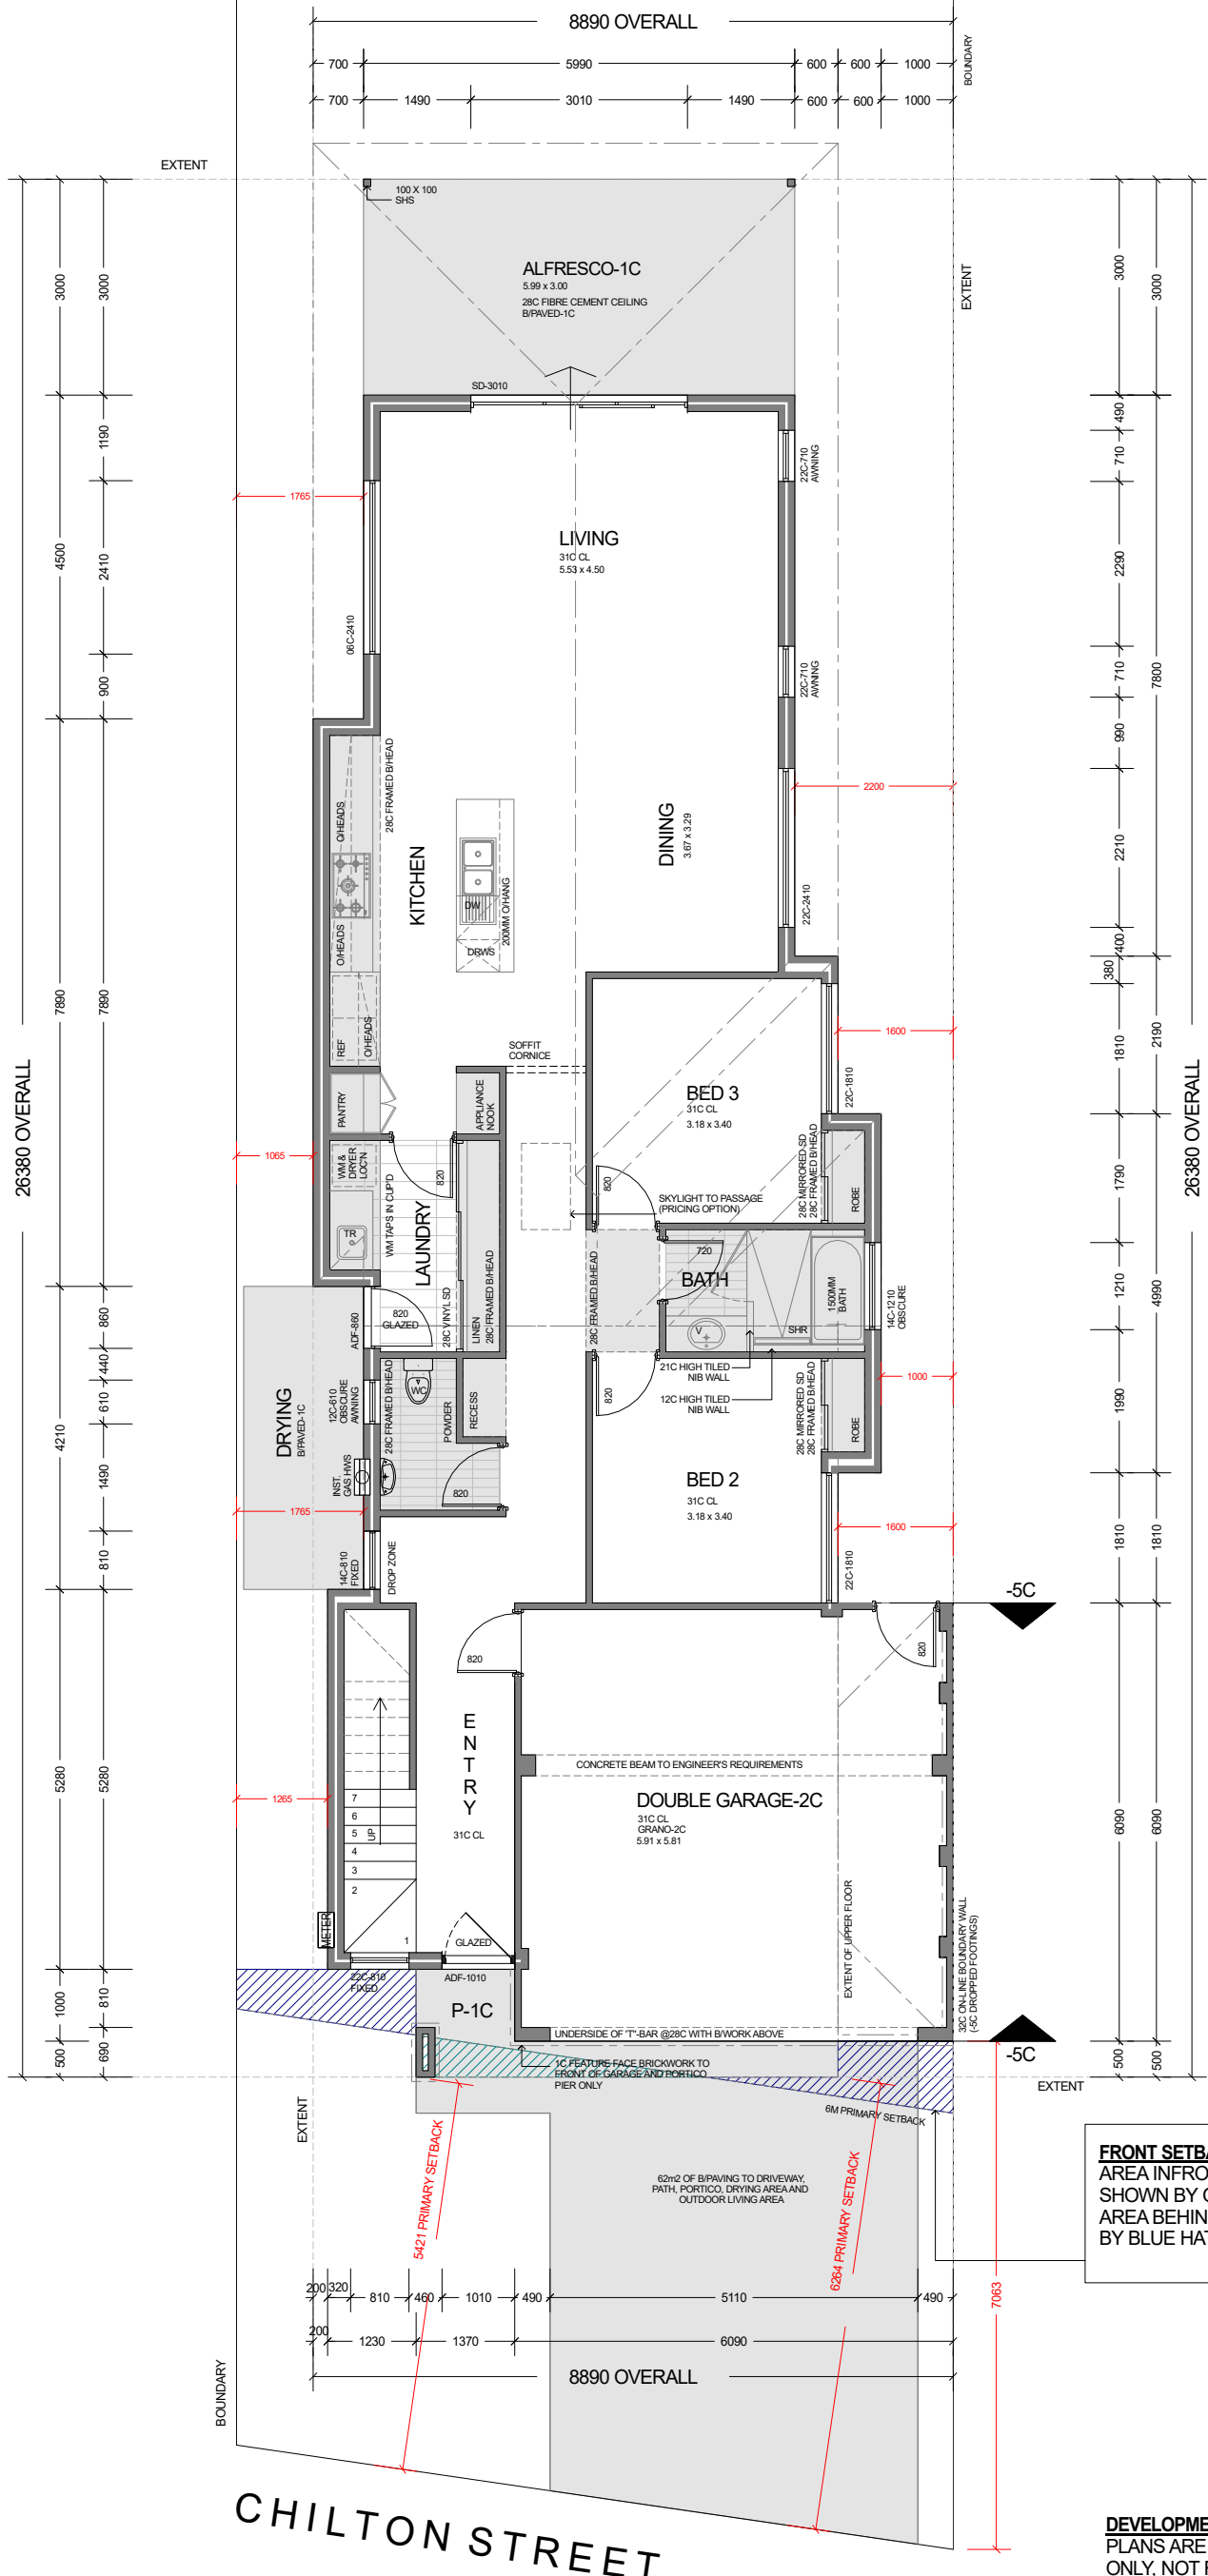 8890 OVERALL
BOUNDARY
700
5990
600
600
1000
700
1490
3010
1490
600
600
1000
EXTENT
100 X 100
SHS
ALFRESCO-1C
5.99 x 3.00
28C FIBRE CEMENT CEILING
B/PAVED-1C
EXTENT
3000
3000
3000
3000
SD-3010
490
710
22C-710
AWNING
1190
1765
LIVING
31C CL
5.53 x 4.50
4500
2410
2290
06C-2410
900
710
22C-710
AWNING
7800
990
28C FRAMED B/HEAD
2200
O/HEADS
KITCHEN
DINING
3.67 x 3.29
2210
DW
200MM O/HANG
22C-2410
O/HEADS
DRWS
400
380
7890
7890
REF
O/HEADS
SOFFIT
CORNICE
1600
1810
2190
26380 OVERALL
26380 OVERALL
PANTRY
APPLIANCE
NOOK
BED 3
31C CL
3.18 x 3.40
22C-1810
1065
WM &
DRYER
LOC'N
WM TAPS IN CUP'D
820
820
28C MIRRORED SD
28C FRAMED B/HEAD
ROBE
1790
SKYLIGHT TO PASSAGE
(PRICING OPTION)
TR
LAUNDRY
720
BATH
820
GLAZED
28C VINYL SD
LINEN
28C FRAMED B/HEAD
28C FRAMED B/HEAD
V
SHR
1500MM
BATH
14C-1210
OBSCURE
1210
4990
860
ADF-860
440
21C HIGH TILED
NIB WALL
12C HIGH TILED
NIB WALL
1000
DRYING
B/PAVED-1C
610
12C-610
OBSCURE
AWNING
28C FRAMED B/HEAD
WC
POWDER
RECESS
820
28C MIRRORED SD
28C FRAMED B/HEAD
ROBE
1990
4210
1490
INST.
GAS HWS
820
BED 2
31C CL
3.18 x 3.40
1765
1600
810
14C-810
FIXED
DROP ZONE
22C-1810
1810
1810
-5C
820
820
ENTRY
31C CL
CONCRETE BEAM TO ENGINEER'S REQUIREMENTS
DOUBLE GARAGE-2C
31C CL
GRANO-2C
5.91 x 5.81
5280
5280
1265
7
6
5
4
3
2
1
UP
6090
6090
EXTENT OF UPPER FLOOR
32C ON-LINE BOUNDARY WALL
(-5C DROPPED FOOTINGS)
METER
GLAZED
22C-810
FIXED
ADF-1010
P-1C
1000
810
UNDERSIDE OF "T"-BAR @28C WITH B/WORK ABOVE
-5C
500
690
500
500
1C FEATURE FACE BRICKWORK TO
FRONT OF GARAGE AND PORTICO
PIER ONLY
EXTENT
EXTENT
6M PRIMARY SETBACK
5421 PRIMARY SETBACK
6264 PRIMARY SETBACK
62m2 OF B/PAVING TO DRIVEWAY,
PATH, PORTICO, DRYING AREA AND
OUTDOOR LIVING AREA
AREA INFRO
SHOWN BY
AREA BEHIN
BY BLUE HAT
7063
200
320
810
460
1010
490
5110
490
200
1230
1370
6090
8890 OVERALL
BOUNDARY
CHILTON STREET
DEVELOPME
PLANS ARE
ONLY, NOT